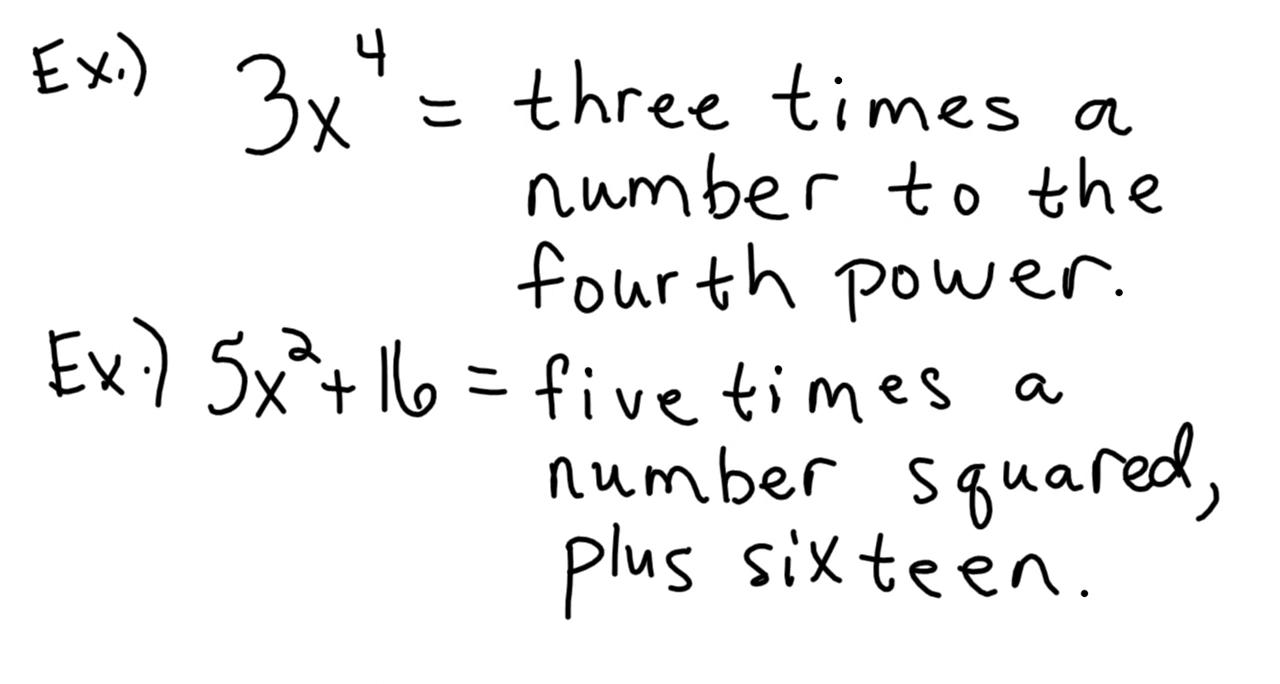 Ex.) 3x⁴ = three times a
number to the
fourth power.
Ex.) 5x²+16 = five times a
number squared,
plus sixteen.